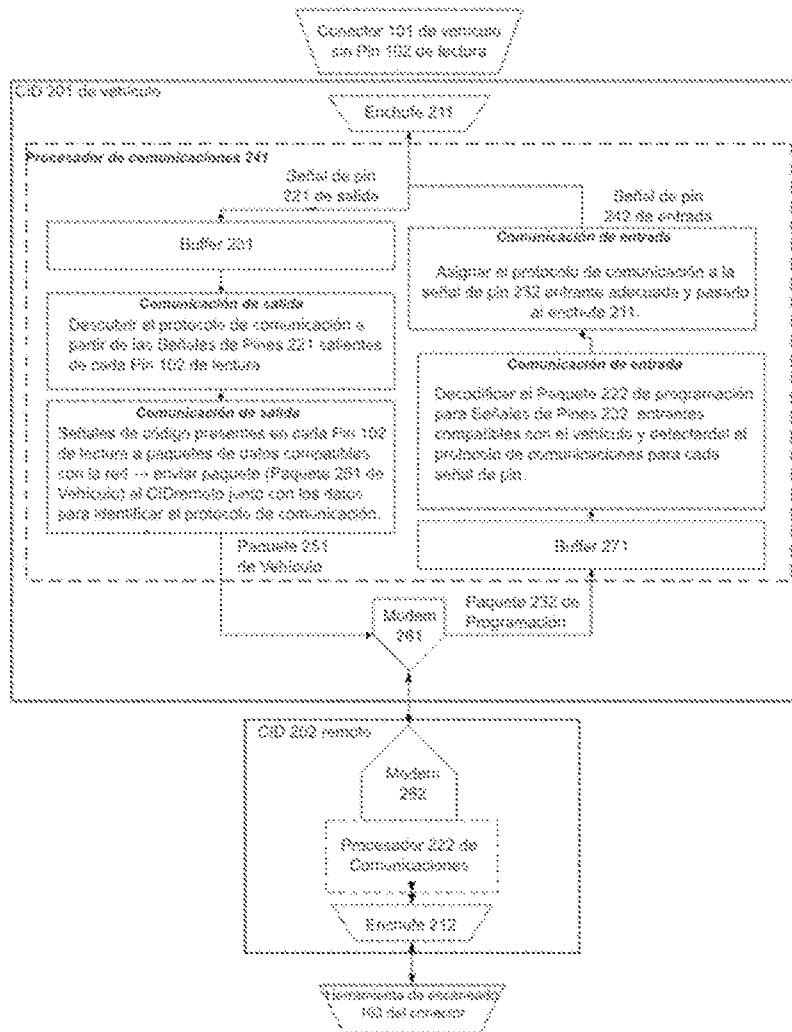 Conector 101 de vehículo
sin Pin 102 de lectura
CID 201 de vehículo
Enchufe 211
Procesador de comunicaciones 241
Señal de pin
221 de salida
Señal de pin
242 de entrada
Buffer 231
Comunicación de salida
Descubrir el protocolo de comunicación a
partir de las Señales de Pines 221 salientes
de cada Pin 102 de lectura
Comunicación de salida
Señales de código presentes en cada Pin 102
de lectura a paquetes de datos compatibles
con la red --> enviar paquete (Paquete 251 de
Vehículo) al CIDremoto junto con los datos
para identificar el protocolo de comunicación.
Comunicación de entrada
Asignar el protocolo de comunicación a la
señal de pin 232 entrante adecuada y pasarlo
al enchufe 211.
Comunicación de entrada
Decodificar el Paquete 222 de programación
para Señales de Pines 222 entrantes
compatibles con el vehículo y
protocolo de comunicaciones para cada
señal de pin.
Buffer 271
Paquete 251
de Vehículo
Modem
261
Paquete 232 de
Programación
CID 202 remoto
Modem
262
Procesador 222 de
Comunicaciones
Enchufe 212
Herramienta de escaneado
103 del conector